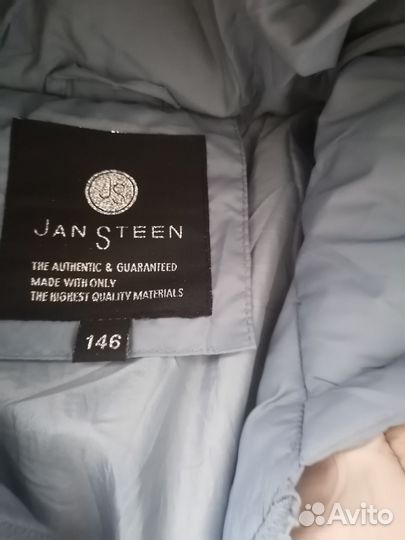 JS
JAN STEEN
THE AUTHENTIC & GUARANTEED
MADE WITH ONLY
THE HIGHEST QUALITY MATERIALS
146
Avito